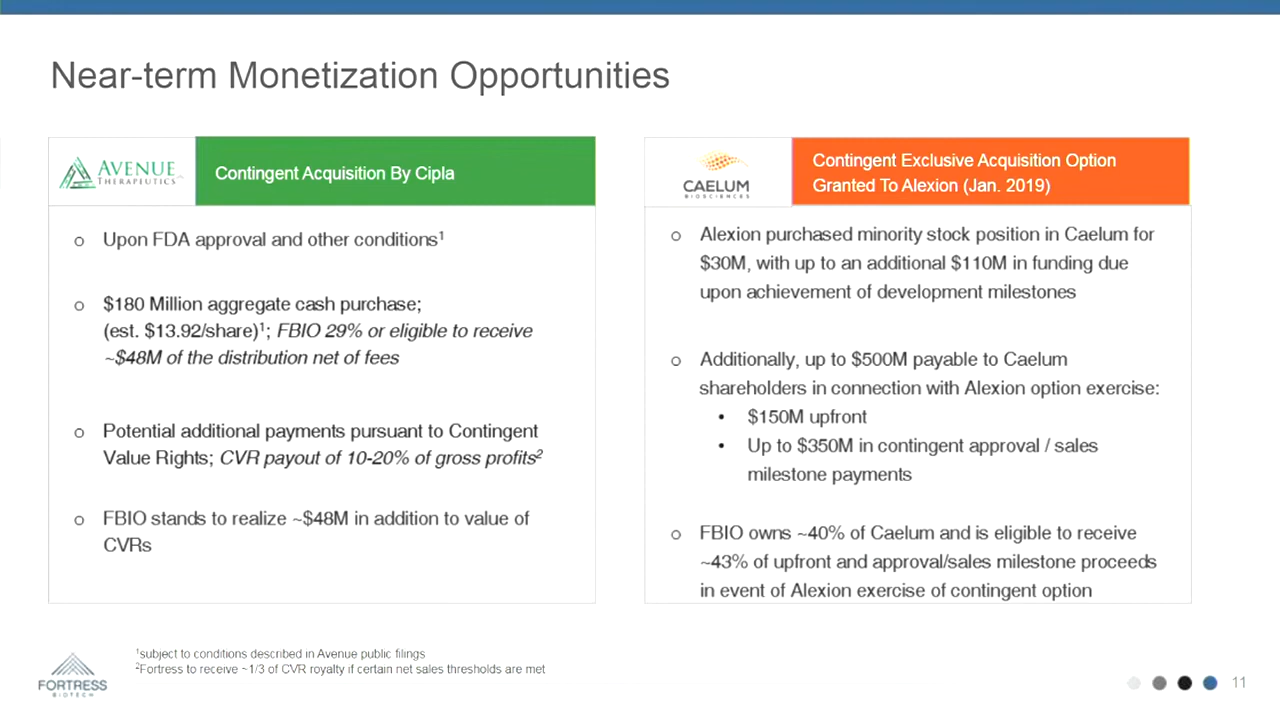 Near-term Monetization Opportunities
AVENUE
THERAPEUTICS
Contingent Acquisition By Cipla
o Upon FDA approval and other conditions¹
o $180 Million aggregate cash purchase;
(est. $13.92/share)¹; FBIO 29% or eligible to receive
~$48M of the distribution net of fees
o Potential additional payments pursuant to Contingent
Value Rights; CVR payout of 10-20% of gross profits²
o FBIO stands to realize ~$48M in addition to value of
CVRs
CAELUM
BIOSCIENCES
Contingent Exclusive Acquisition Option
Granted To Alexion (Jan. 2019)
o Alexion purchased minority stock position in Caelum for
$30M, with up to an additional $110M in funding due
upon achievement of development milestones
o Additionally, up to $500M payable to Caelum
shareholders in connection with Alexion option exercise:
• $150M upfront
• Up to $350M in contingent approval / sales
milestone payments
o FBIO owns ~40% of Caelum and is eligible to receive
~43% of upfront and approval/sales milestone proceeds
in event of Alexion exercise of contingent option
¹subject to conditions described in Avenue public filings
²Fortress to receive ~1/3 of CVR royalty if certain net sales thresholds are met
FORTRESS
BIOTECH
11